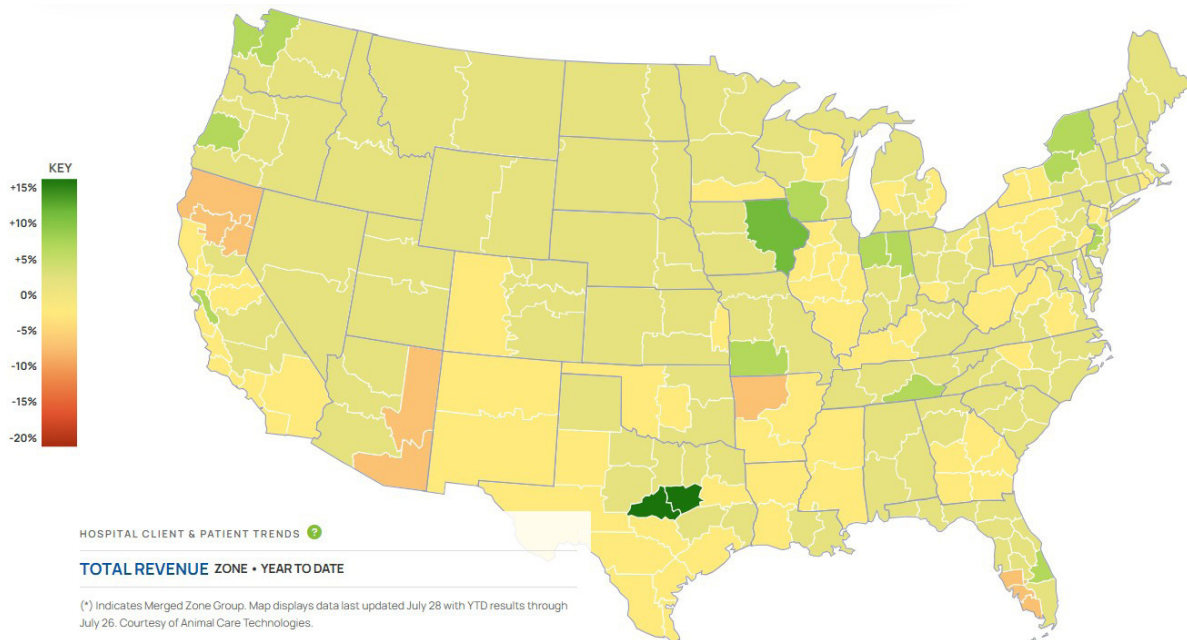 KEY
+15%
+10%
+5%
0%
-5%
-10%
-15%
-20%
HOSPITAL CLIENT & PATIENT TRENDS ?
TOTAL REVENUE ZONE • YEAR TO DATE
(*) Indicates Merged Zone Group. Map displays data last updated July 28 with YTD results through
July 26. Courtesy of Animal Care Technologies.